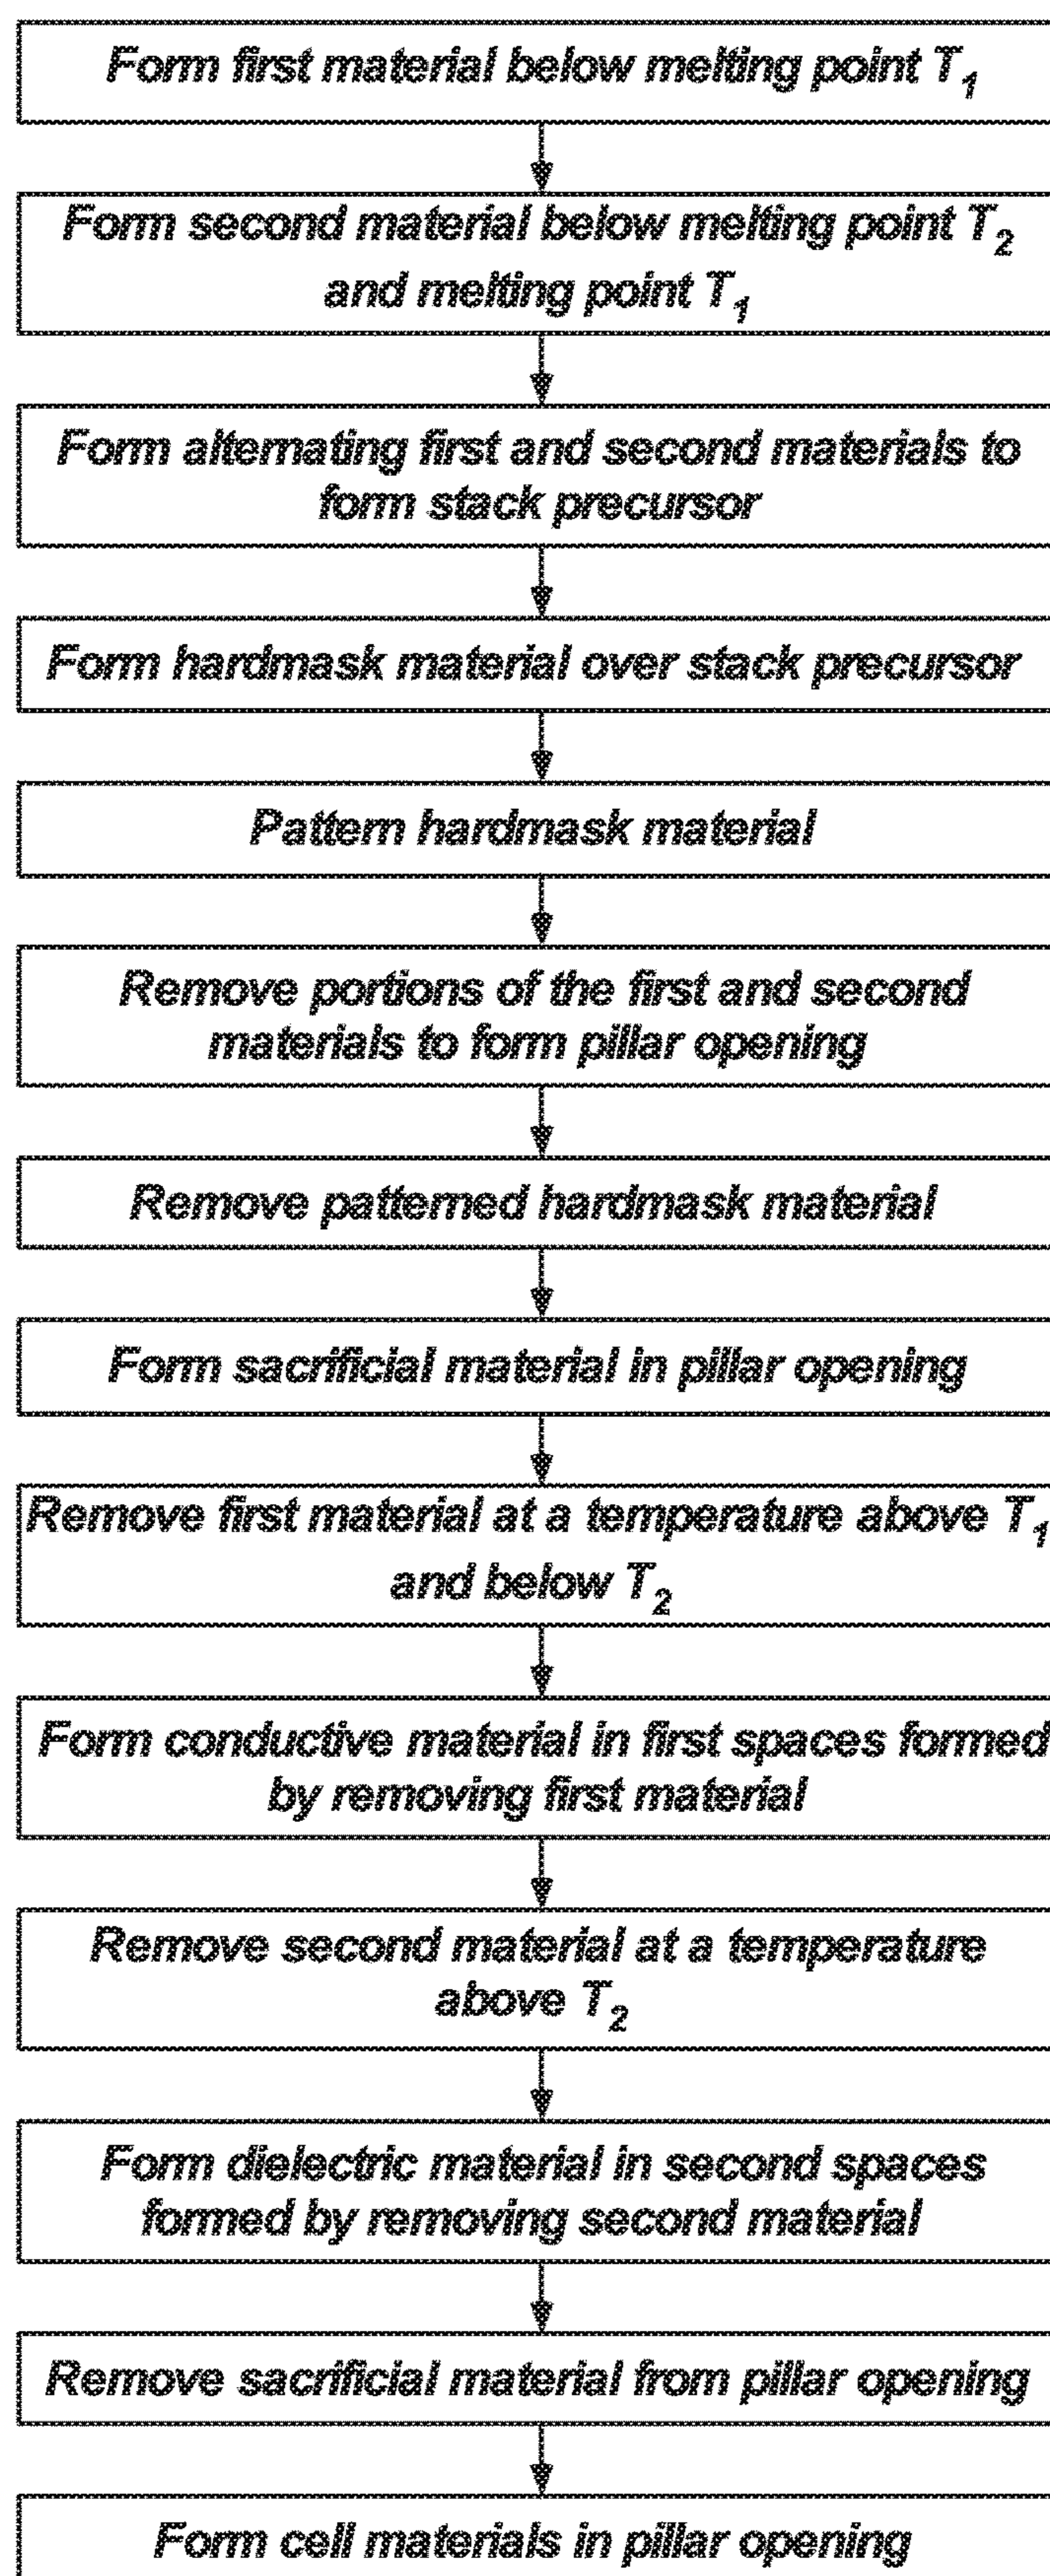 Form first material below melting point T₁
Form second material below melting point T₂
and melting point T₁
Form alternating first and second materials to
form stack precursor
Form hardmask material over stack precursor
Pattern hardmask material
Remove portions of the first and second
materials to form pillar opening
Remove patterned hardmask material
Form sacrificial material in pillar opening
Remove first material at a temperature above T₁
and below T₂
Form conductive material in first spaces formed
by removing first material
Remove second material at a temperature
above T₂
Form dielectric material in second spaces
formed by removing second material
Remove sacrificial material from pillar opening
Form cell materials in pillar opening